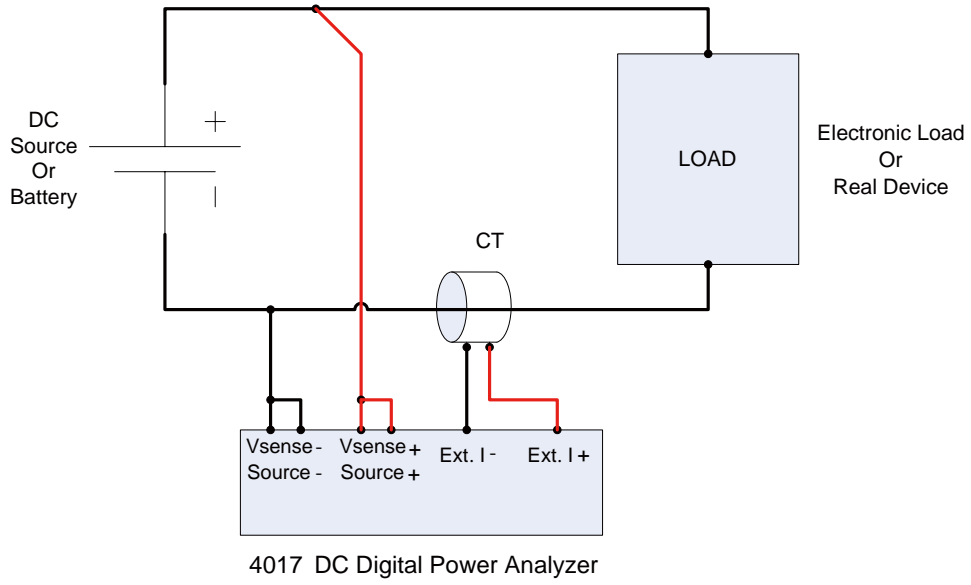 DC
Source
Or
Battery
+
|
LOAD
Electronic Load
Or
Real Device
CT
Vsense - Vsense + Ext. I - Ext. I +
Source - Source +
4017 DC Digital Power Analyzer